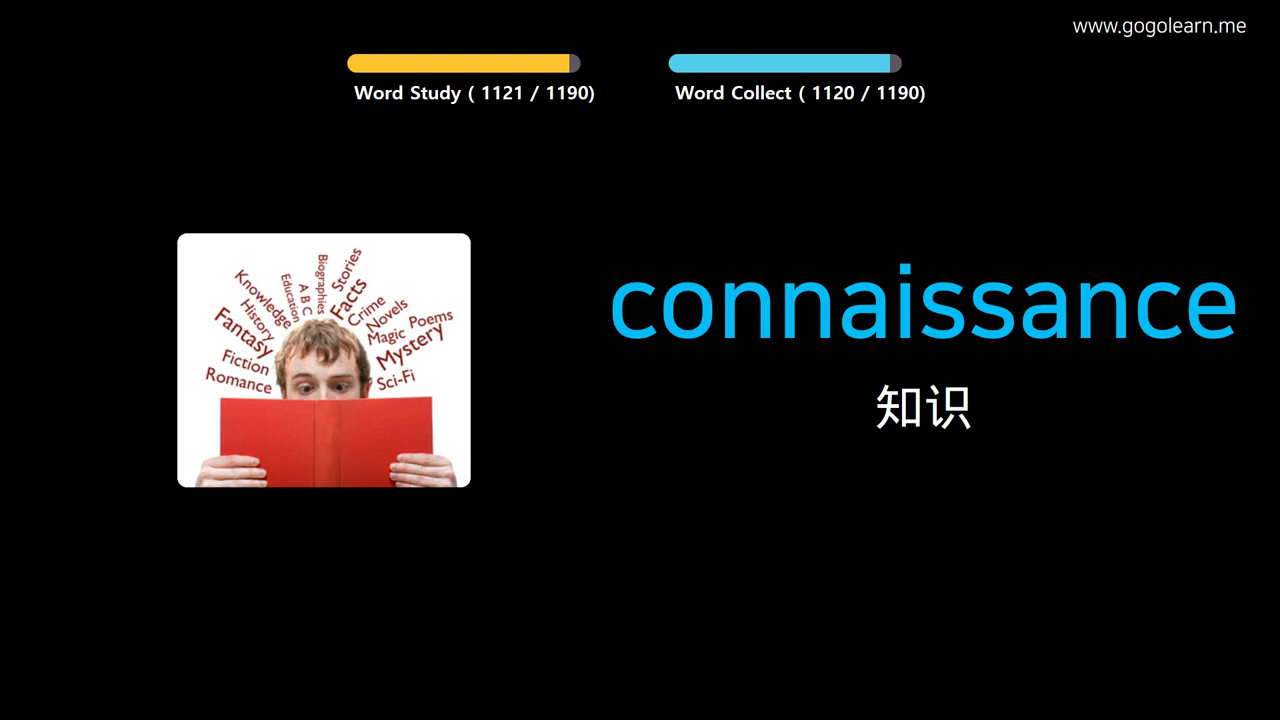 www.gogolearn.me
Word Study ( 1121 / 1190)
Word Collect ( 1120 / 1190)
connaissance
知识
Knowledge
History
Fantasy
Fiction
Romance
Education
A B C
Biographies
Stories
Facts
Crime
Novels
Magic
Poems
Mystery
Sci-Fi